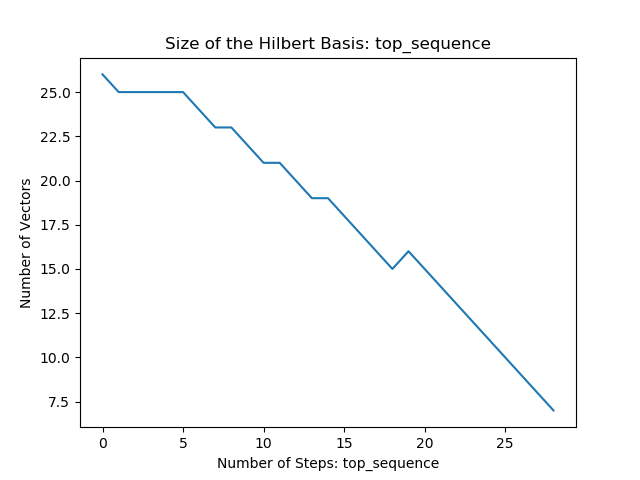 Size of the Hilbert Basis: top_sequence
Number of Vectors
25.0
22.5
20.0
17.5
15.0
12.5
10.0
7.5
0 5 10 15 20 25
Number of Steps: top_sequence